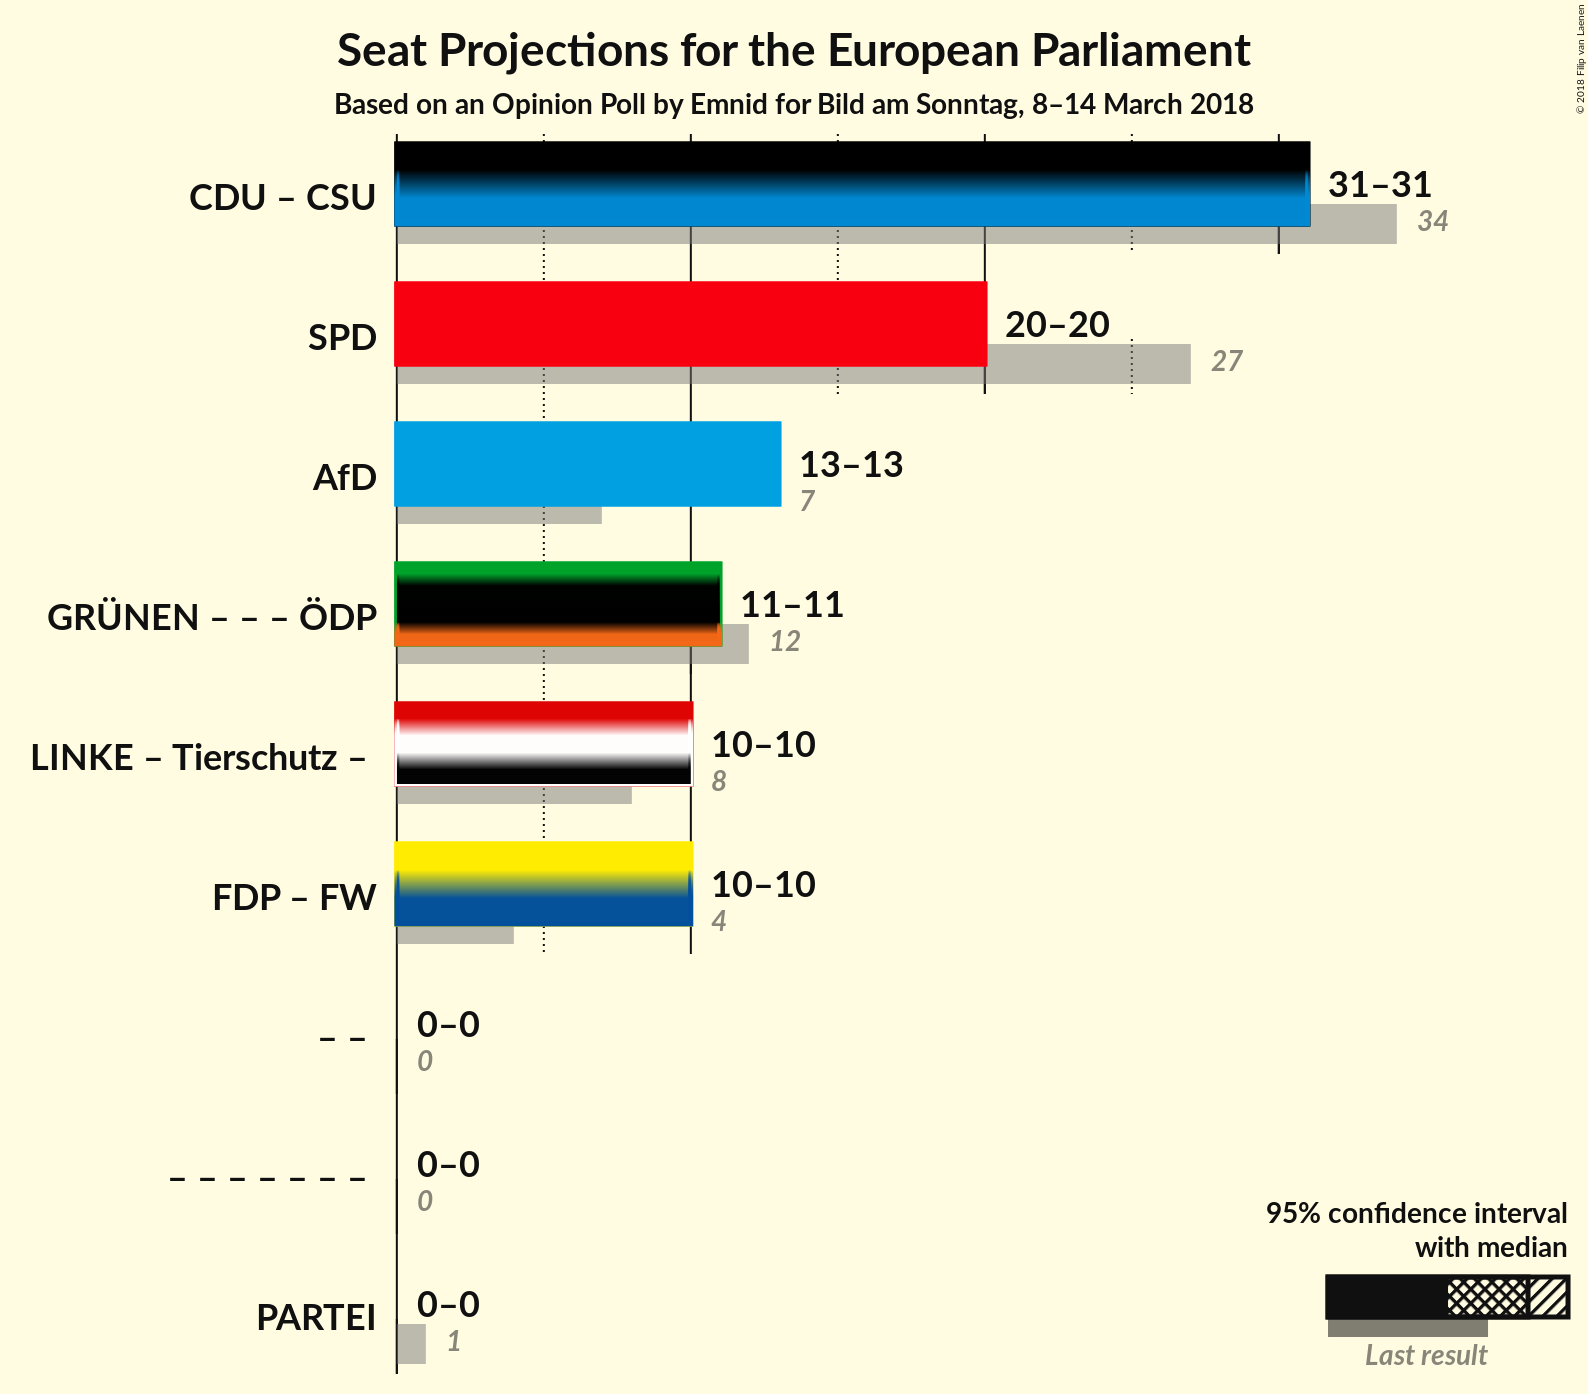 Seat Projections for the European Parliament
Based on an Opinion Poll by Emnid for Bild am Sonntag, 8–14 March 2018
© 2018 Filip van Laenen
CDU – CSU
31–31
34
SPD
20–20
27
AfD
13–13
7
GRÜNEN – – – ÖDP
11–11
12
LINKE – Tierschutz –
10–10
8
FDP – FW
10–10
4
– –
0–0
0
– – – – – – –
0–0
0
PARTEI
0–0
1
95% confidence interval
with median
Last result